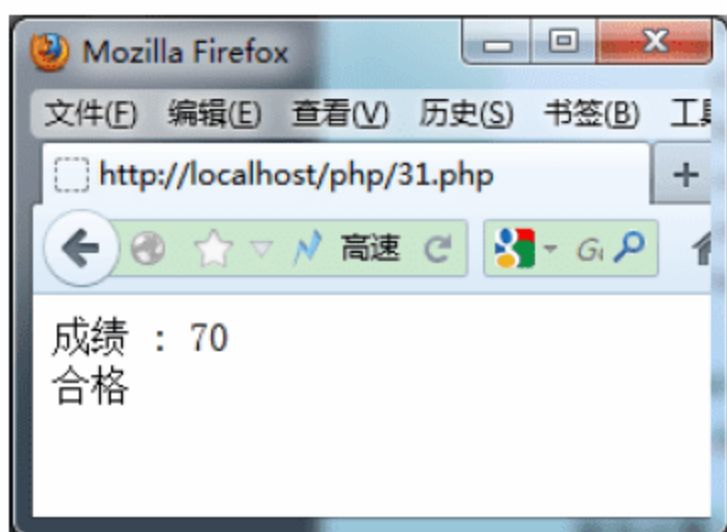 Mozilla Firefox
文件(F) 编辑(E) 查看(V) 历史(S) 书签(B) 工具
http://localhost/php/31.php
高速
成绩 : 70
合格